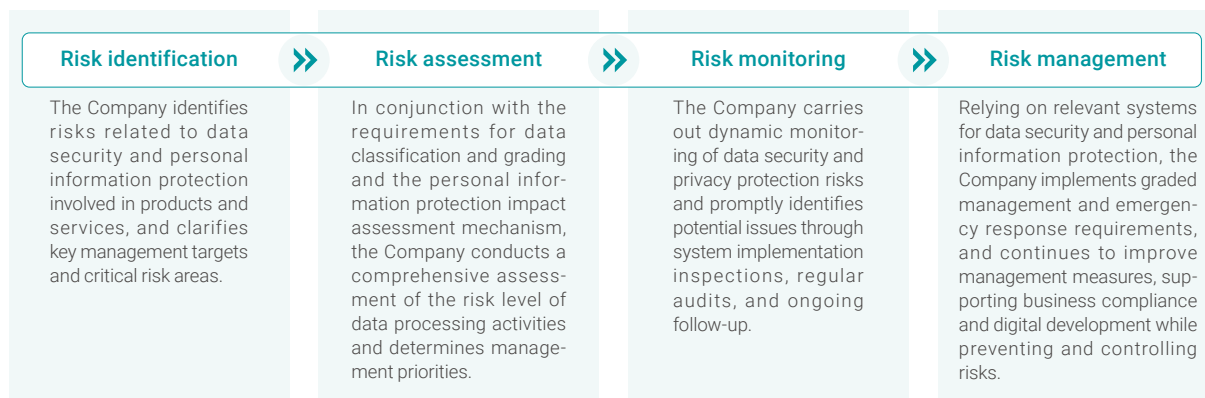 Risk identification
Risk assessment
Risk monitoring
Risk management
The Company identifies
risks related to data
security and personal
information protection
involved in products and
services, and clarifies
key management targets
and critical risk areas.
In conjunction with the
requirements for data
classification and grading
and the personal infor-
mation protection impact
assessment mechanism,
the Company conducts a
comprehensive assess-
ment of the risk level of
data processing activities
and determines manage-
ment priorities.
The Company carries
out dynamic monitor-
ing of data security and
privacy protection risks
and promptly identifies
potential issues through
system implementation
inspections, regular
audits, and ongoing
follow-up.
Relying on relevant systems
for data security and personal
information protection, the
Company implements graded
management and emergen-
cy response requirements,
and continues to improve
management measures, sup-
porting business compliance
and digital development while
preventing and controlling
risks.